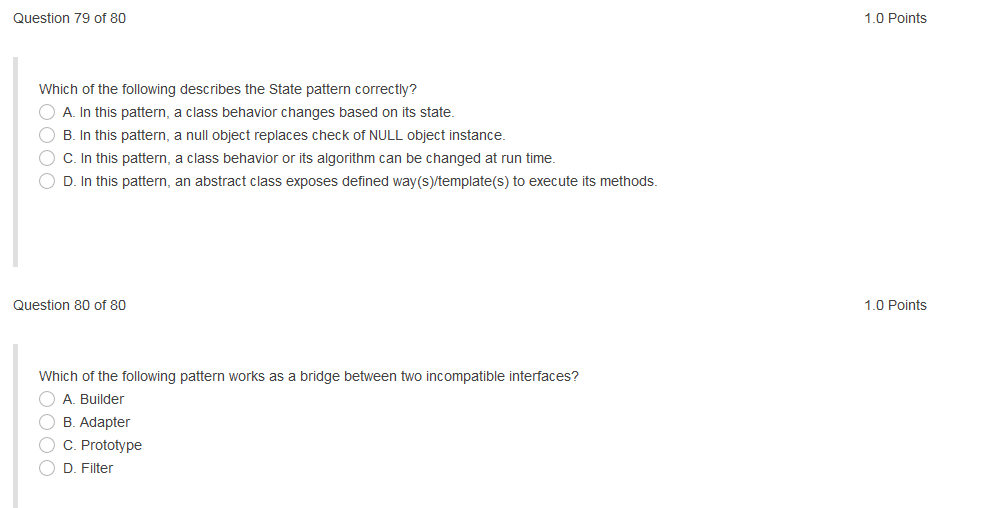 Question 79 of 80
1.0 Points
Which of the following describes the State pattern correctly?
A. In this pattern, a class behavior changes based on its state.
B. In this pattern, a null object replaces check of NULL object instance.
C. In this pattern, a class behavior or its algorithm can be changed at run time.
D. In this pattern, an abstract class exposes defined way(s)/template(s) to execute its methods.
Question 80 of 80
1.0 Points
Which of the following pattern works as a bridge between two incompatible interfaces?
A. Builder
B. Adapter
C. Prototype
D. Filter